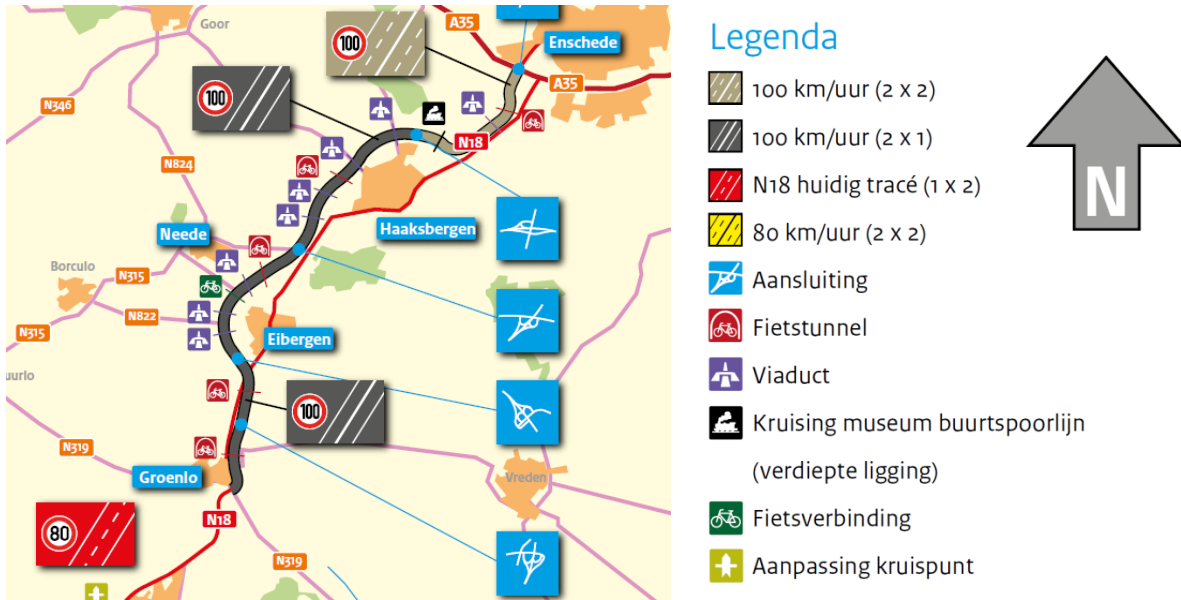 Goor
A35
Enschede
100
A35
100
N346
N18
N824
Haaksbergen
Neede
Borculo
N315
N822
N315
Eibergen
uurlo
100
N319
Groenlo
Vreden
N18
80
N319
Legenda
100 km/uur (2 x 2)
100 km/uur (2 x 1)
N18 huidig tracé (1 x 2)
80 km/uur (2 x 2)
Aansluiting
Fietstunnel
Viaduct
Kruising museum buurtspoorlijn
(verdiepte ligging)
Fietsverbinding
Aanpassing kruispunt
N